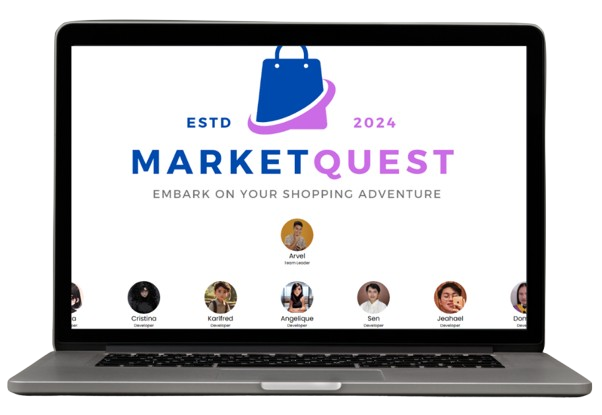 ESTD 2024
MARKETQUEST
EMBARK ON YOUR SHOPPING ADVENTURE
Arvel
Team Leader
Cristina Karlfred Angelique Sen Jeahael
Developer Developer Developer Developer Developer